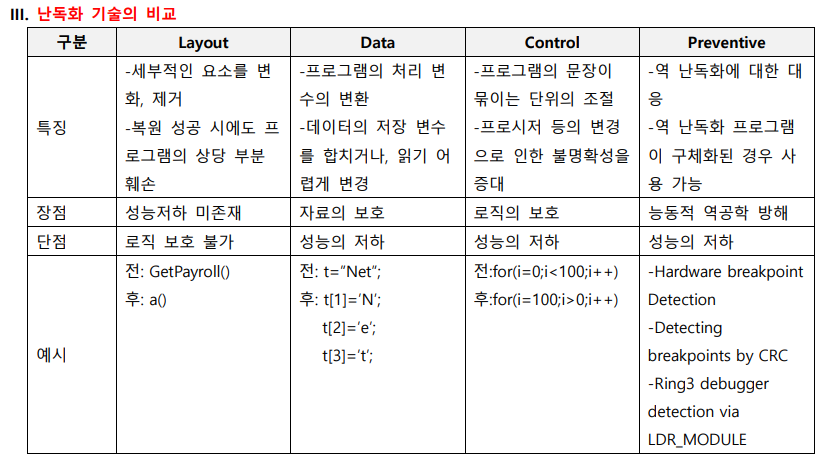 III. 난독화 기술의 비교
구분 Layout Data Control Preventive
특징
-세부적인 요소를 변
화, 제거
-복원 성공 시에도 프
로그램의 상당 부분
훼손
-프로그램의 처리 변
수의 변환
-데이터의 저장 변수
를 합치거나, 읽기 어
렵게 변경
-프로그램의 문장이
묶이는 단위의 조절
-프로시저 등의 변경
으로 인한 불명확성을
증대
-역 난독화에 대한 대
응
-역 난독화 프로그램
이 구체화된 경우 사
용 가능
장점 성능저하 미존재 자료의 보호 로직의 보호 능동적 역공학 방해
단점 로직 보호 불가 성능의 저하 성능의 저하 성능의 저하
예시
전: GetPayroll()
후: a()
전: t=“Net“;
후: t[1]=‘N’;
t[2]=‘e’;
t[3]=‘t’;
전:for(i=0;i<100;i++)
후:for(i=100;i>0;i++)
-Hardware breakpoint
Detection
-Detecting
breakpoints by CRC
-Ring3 debugger
detection via
LDR_MODULE